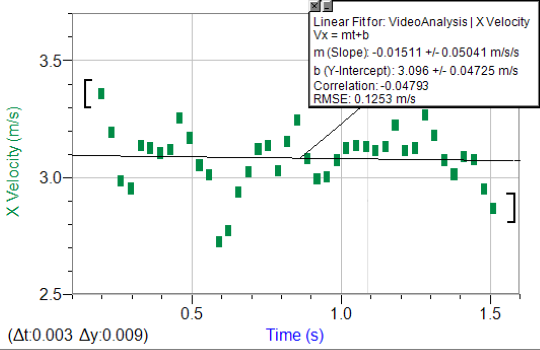 Linear Fit for: VideoAnalysis | X Velocity
Vx = mt+b
m (Slope): -0.01511 +/- 0.05041 m/s/s
b (Y-Intercept): 3.096 +/- 0.04725 m/s
Correlation: -0.04793
RMSE: 0.1253 m/s
3.5
X Velocity (m/s)
3.0
2.5
0.5
1.0
1.5
(Δt:0.003 Δy:0.009)
Time (s)